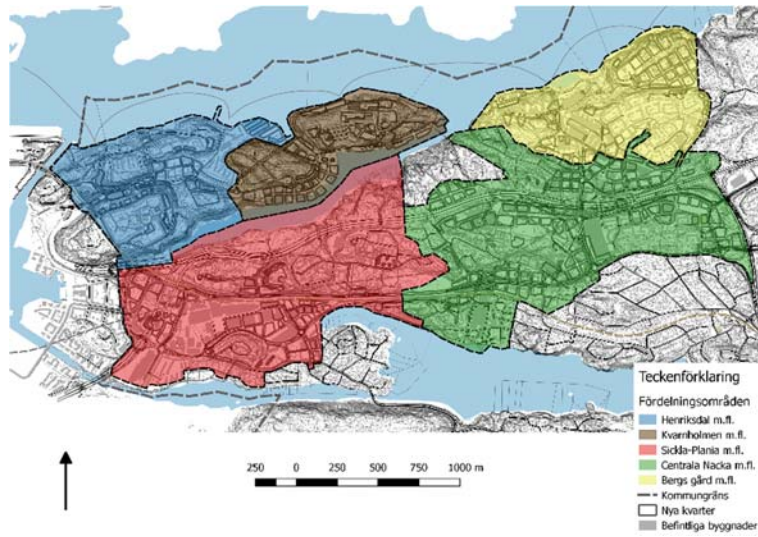 Teckenförklaring
Fördelningsområden
Henriksdal m.fl.
Kvarnholmen m.fl.
Sickla-Plania m.fl.
Centrala Nacka m.fl.
Bergs gård m.fl.
Kommungräns
Nya kvarter
Befintliga byggnader
250 0 250 500 750 1000 m